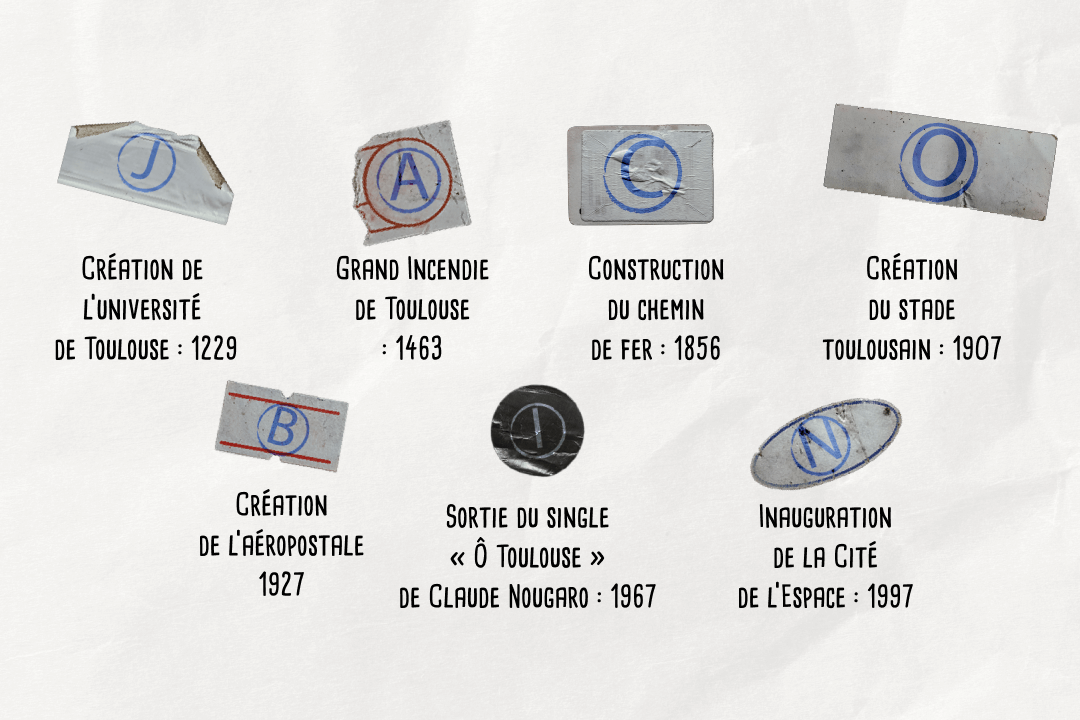 J
Création de
l'université
de Toulouse : 1229
A
Grand Incendie
de Toulouse
: 1463
C
Construction
du chemin
de fer : 1856
O
Création
du stade
toulousain : 1907
B
Création
de l'aéropostale
1927
I
Sortie du single
« Ô Toulouse »
de Claude Nougaro : 1967
N
Inauguration
de la Cité
de l'Espace : 1997